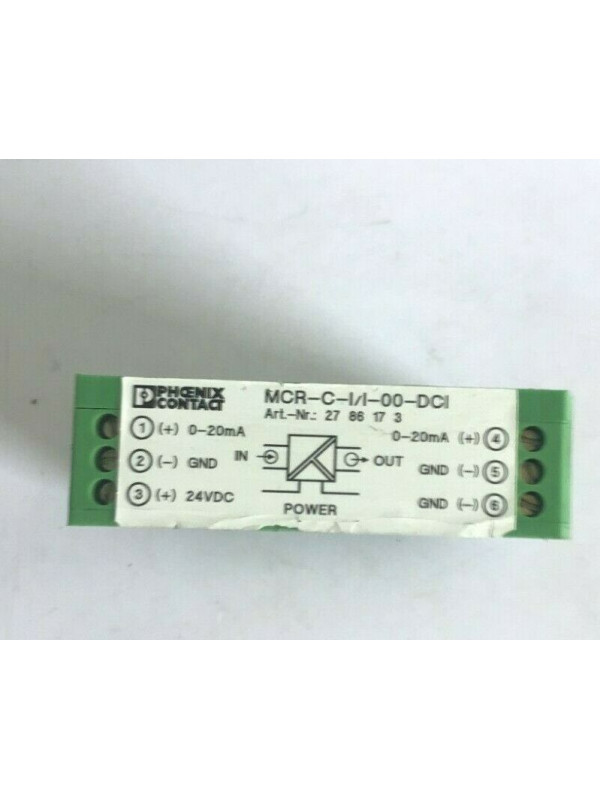 PHŒNIX
CONTACT
MCR-C-I/I-00-DCI
Art.-Nr.: 27 86 17 3
1 (+) 0-20mA
0-20mA (+) 4
2 (-) GND
IN
OUT
GND (-) 5
3 (+) 24VDC
POWER
GND (-) 6